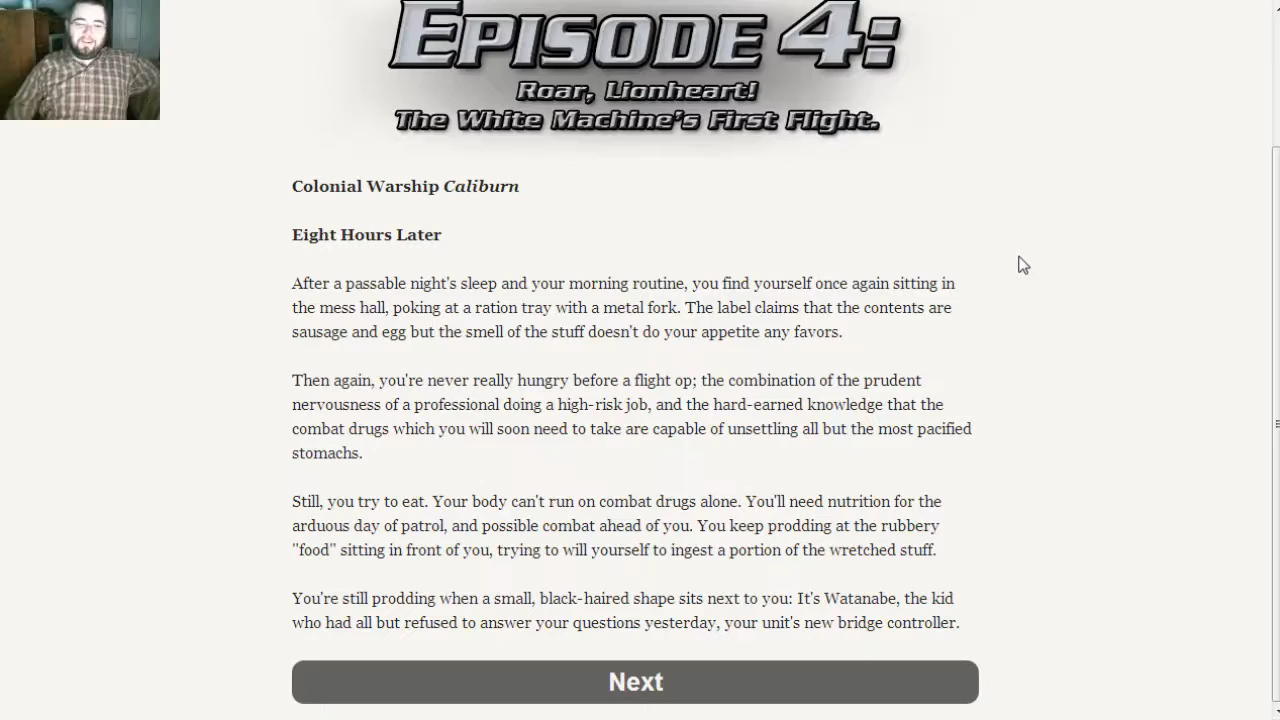 Episode 4:
Roar, Lionheart!
The White Machine's First Flight.
Colonial Warship Caliburn
Eight Hours Later
After a passable night's sleep and your morning routine, you find yourself once again sitting in
the mess hall, poking at a ration tray with a metal fork. The label claims that the contents are
sausage and egg but the smell of the stuff doesn't do your appetite any favors.
Then again, you're never really hungry before a flight op; the combination of the prudent
nervousness of a professional doing a high-risk job, and the hard-earned knowledge that the
combat drugs which you will soon need to take are capable of unsettling all but the most pacified
stomachs.
Still, you try to eat. Your body can't run on combat drugs alone. You'll need nutrition for the
arduous day of patrol, and possible combat ahead of you. You keep prodding at the rubbery
"food" sitting in front of you, trying to will yourself to ingest a portion of the wretched stuff.
You're still prodding when a small, black-haired shape sits next to you: It's Watanabe, the kid
who had all but refused to answer your questions yesterday, your unit's new bridge controller.
Next